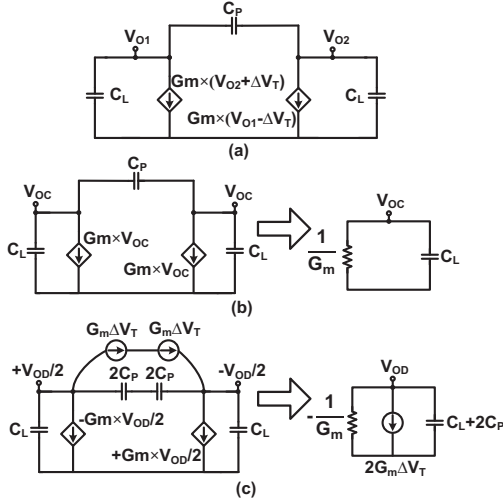 C_P
V_O1
V_O2
C_L
Gm×(V_O2+ΔV_T)
Gm×(V_O1-ΔV_T)
C_L
(a)
C_P
V_OC
V_OC
C_L
Gm×V_OC
Gm×V_OC
C_L
V_OC
1
G_m
C_L
(b)
G_mΔV_T
G_mΔV_T
+V_OD/2
2C_P
2C_P
-V_OD/2
C_L
-Gm×V_OD/2
+Gm×V_OD/2
C_L
V_OD
-1
G_m
2G_mΔV_T
C_L+2C_P
(c)